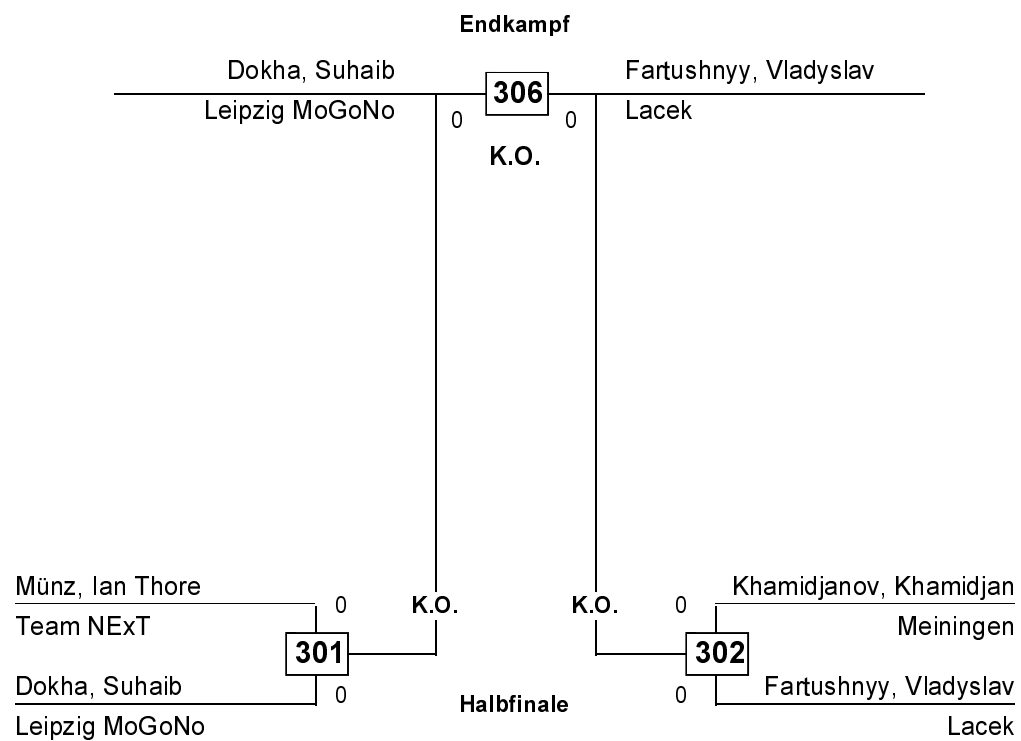 Endkampf
Dokha, Suhaib
Leipzig MoGoNo
306
Fartushnyy, Vladyslav
Lacek
0
0
K.O.
Münz, Ian Thore
Team NExT
0
K.O.
301
Dokha, Suhaib
Leipzig MoGoNo
0
Halbfinale
K.O.
0
Khamidjanov, Khamidjan
Meiningen
302
0
Fartushnyy, Vladyslav
Lacek